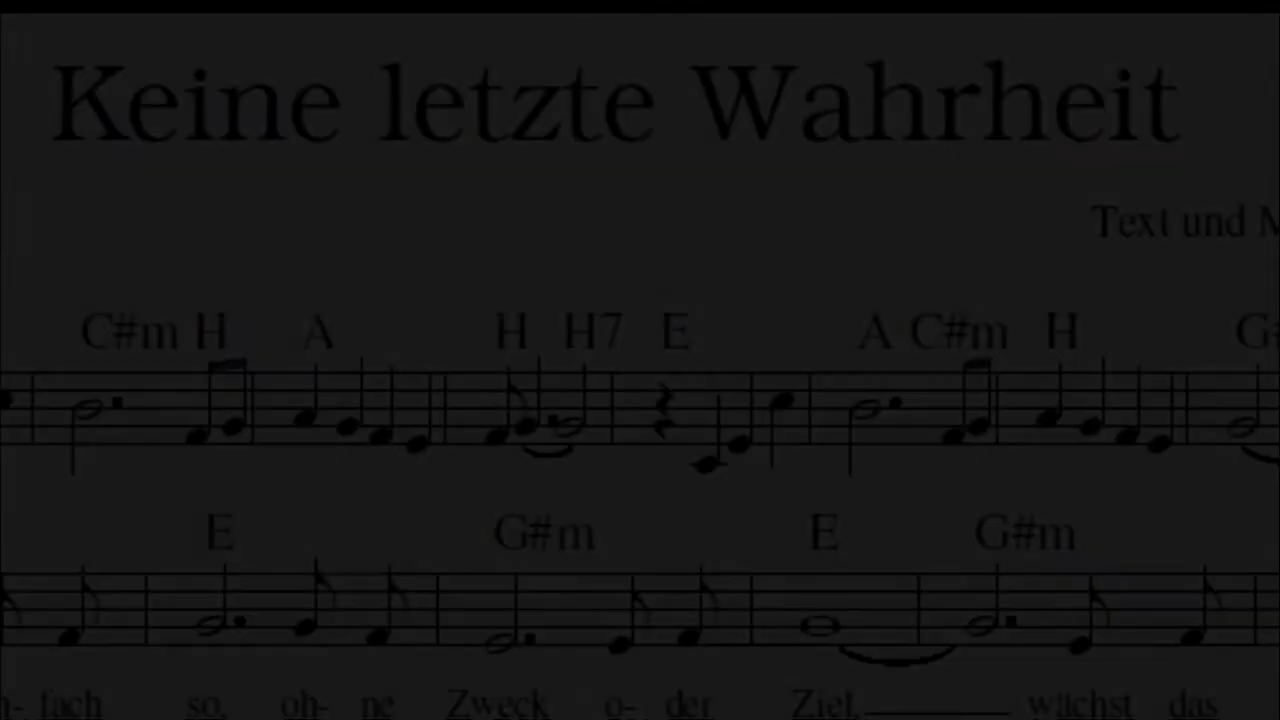 Keine letzte Wahrheit
Text und
C#m H A H H7 E A C#m H
E G#m E G#m
fach so, oh- ne Zweck o- der Ziel, wächst das